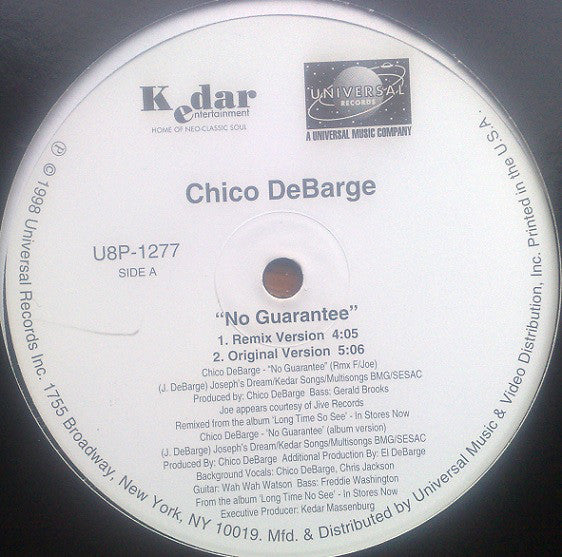 Kedar
entertainment
HOME OF NEO-CLASSIC SOUL
UNIVERSAL
RECORDS
A UNIVERSAL MUSIC COMPANY
Chico DeBarge
U8P-1277
SIDE A
"No Guarantee"
1. Remix Version 4:05
2. Original Version 5:06
Chico DeBarge - "No Guarantee" (Rmx F/Joe)
(J. DeBarge) Joseph's Dream/Kedar Songs/Multisongs BMG/SESAC
Produced by: Chico DeBarge Bass: Gerald Brooks
Joe appears courtesy of Jive Records
Remixed from the album 'Long Time So See' - In Stores Now
Chico DeBarge - 'No Guarantee' (album version)
(J. DeBarge) Joseph's Dream/Kedar Songs/Multisongs BMG/SESAC
Produced By: Chico DeBarge Additional Production By: El DeBarge
Background Vocals: Chico DeBarge, Chris Jackson
Guitar: Wah Wah Watson Bass: Freddie Washington
From the album 'Long Time No See' - In Stores Now
Executive Producer: Kedar Massenburg
℗ © 1998 Universal Records Inc. 1755 Broadway, New York, NY 10019. Mfd. & Distributed by Universal Music & Video Distribution, Inc. Printed in the U.S.A.